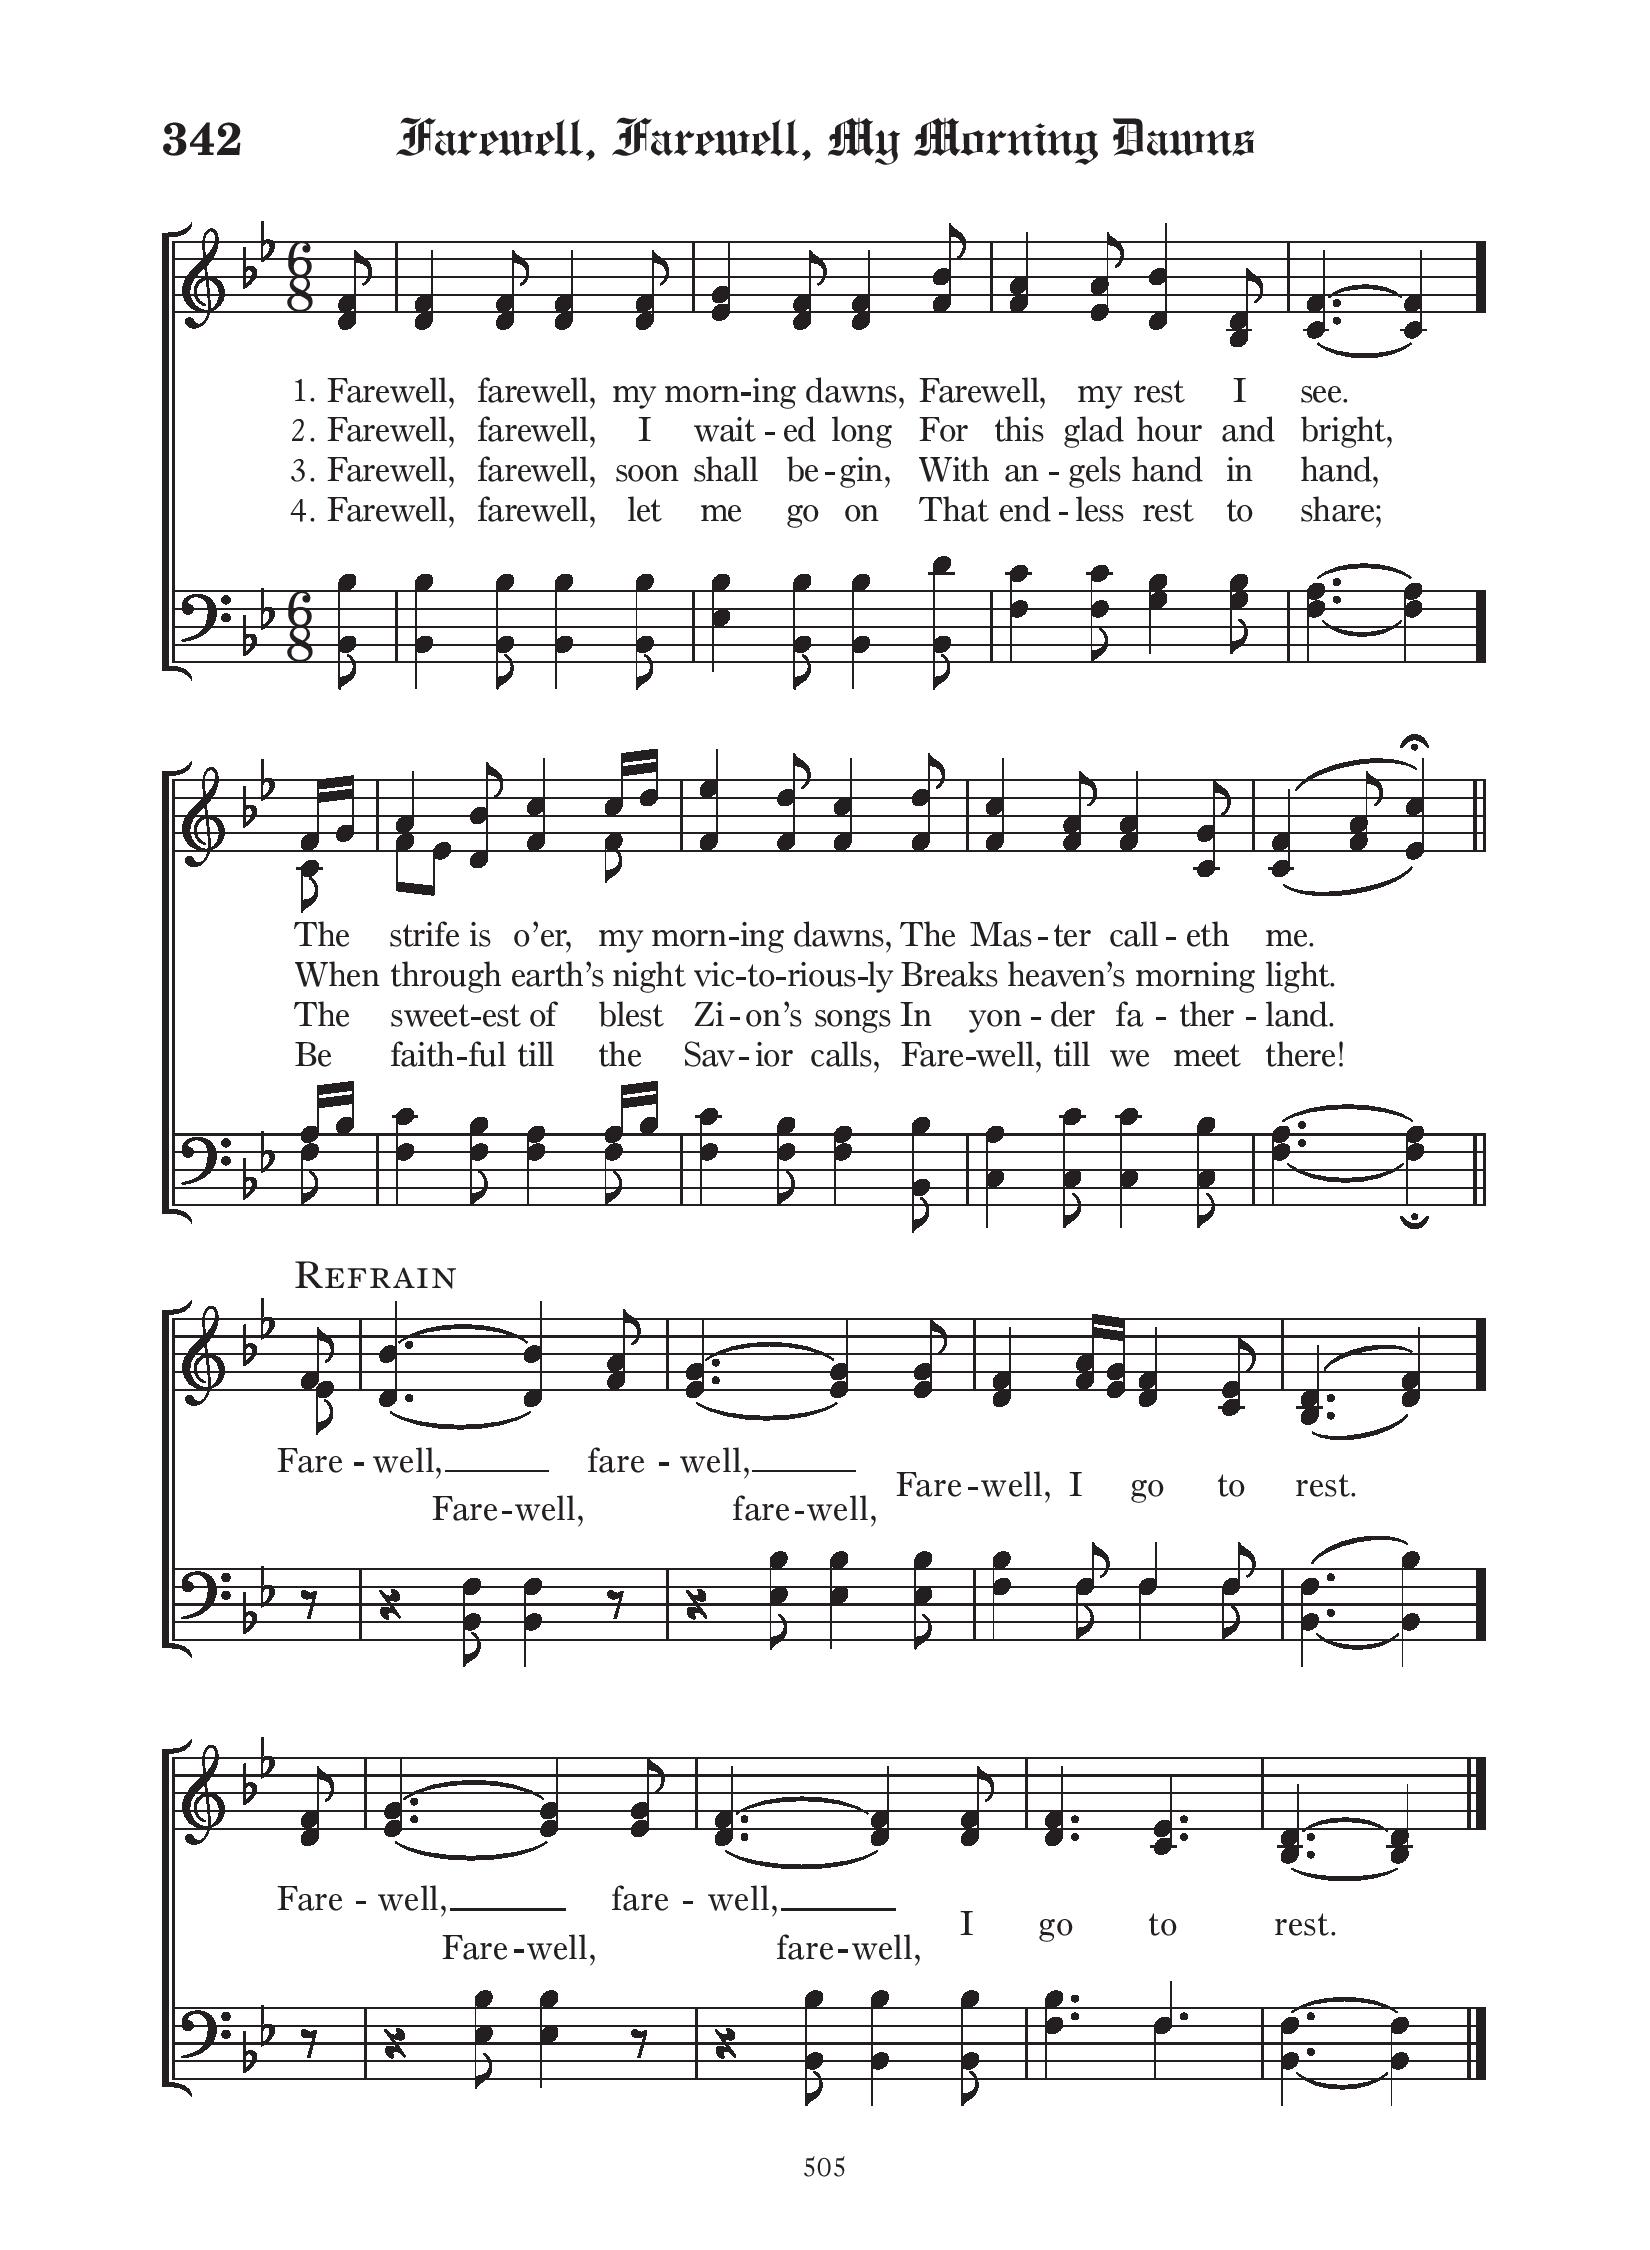 342 Farewell, Farewell, My Morning Dawns
1. Farewell, farewell, my morn-ing dawns, Farewell, my rest I see.
2. Farewell, farewell, I wait - ed long For this glad hour and bright,
3. Farewell, farewell, soon shall be - gin, With an - gels hand in hand,
4. Farewell, farewell, let me go on That end - less rest to share;
The strife is o’er, my morn-ing dawns, The Mas - ter call - eth me.
When through earth’s night vic-to-rious-ly Breaks heaven’s morning light.
The sweet-est of blest Zi - on’s songs In yon - der fa - ther - land.
Be faith-ful till the Sav - ior calls, Fare-well, till we meet there!
REFRAIN
Fare - well, fare - well,
Fare - well, I go to rest.
Fare - well, fare - well,
Fare - well, fare - well,
I go to rest.
Fare - well, fare - well,
505